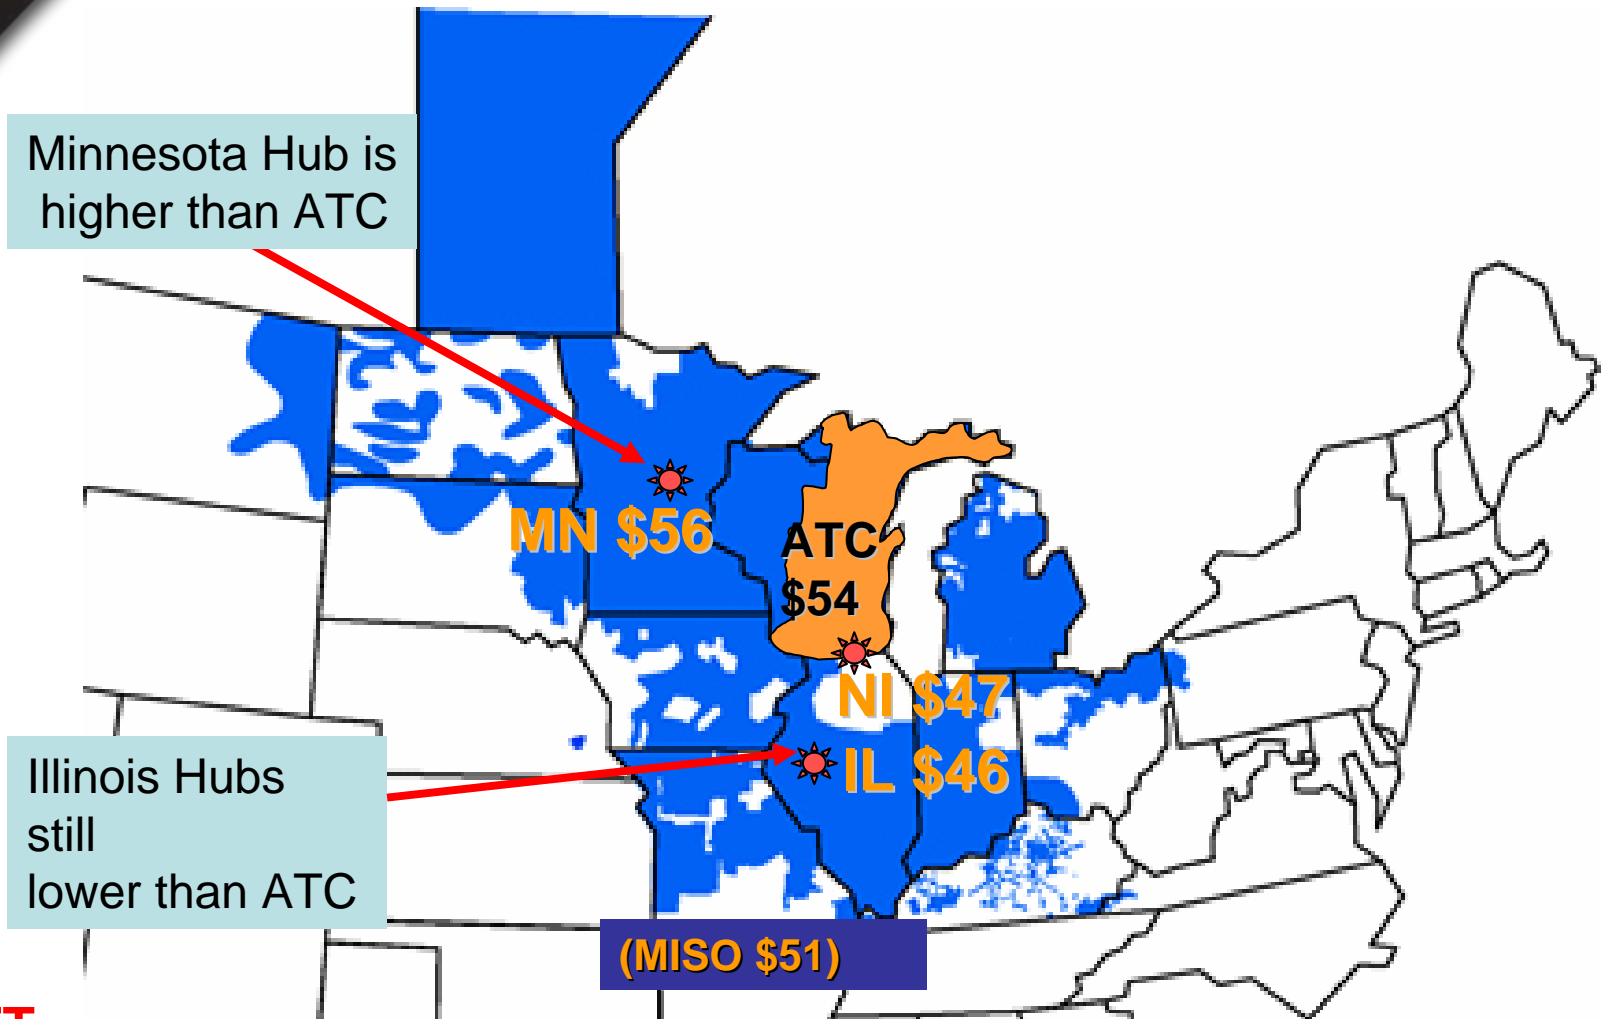 Minnesota Hub is
higher than ATC
MN $56
ATC
$54
NI $47
IL $46
Illinois Hubs
still
lower than ATC
(MISO $51)